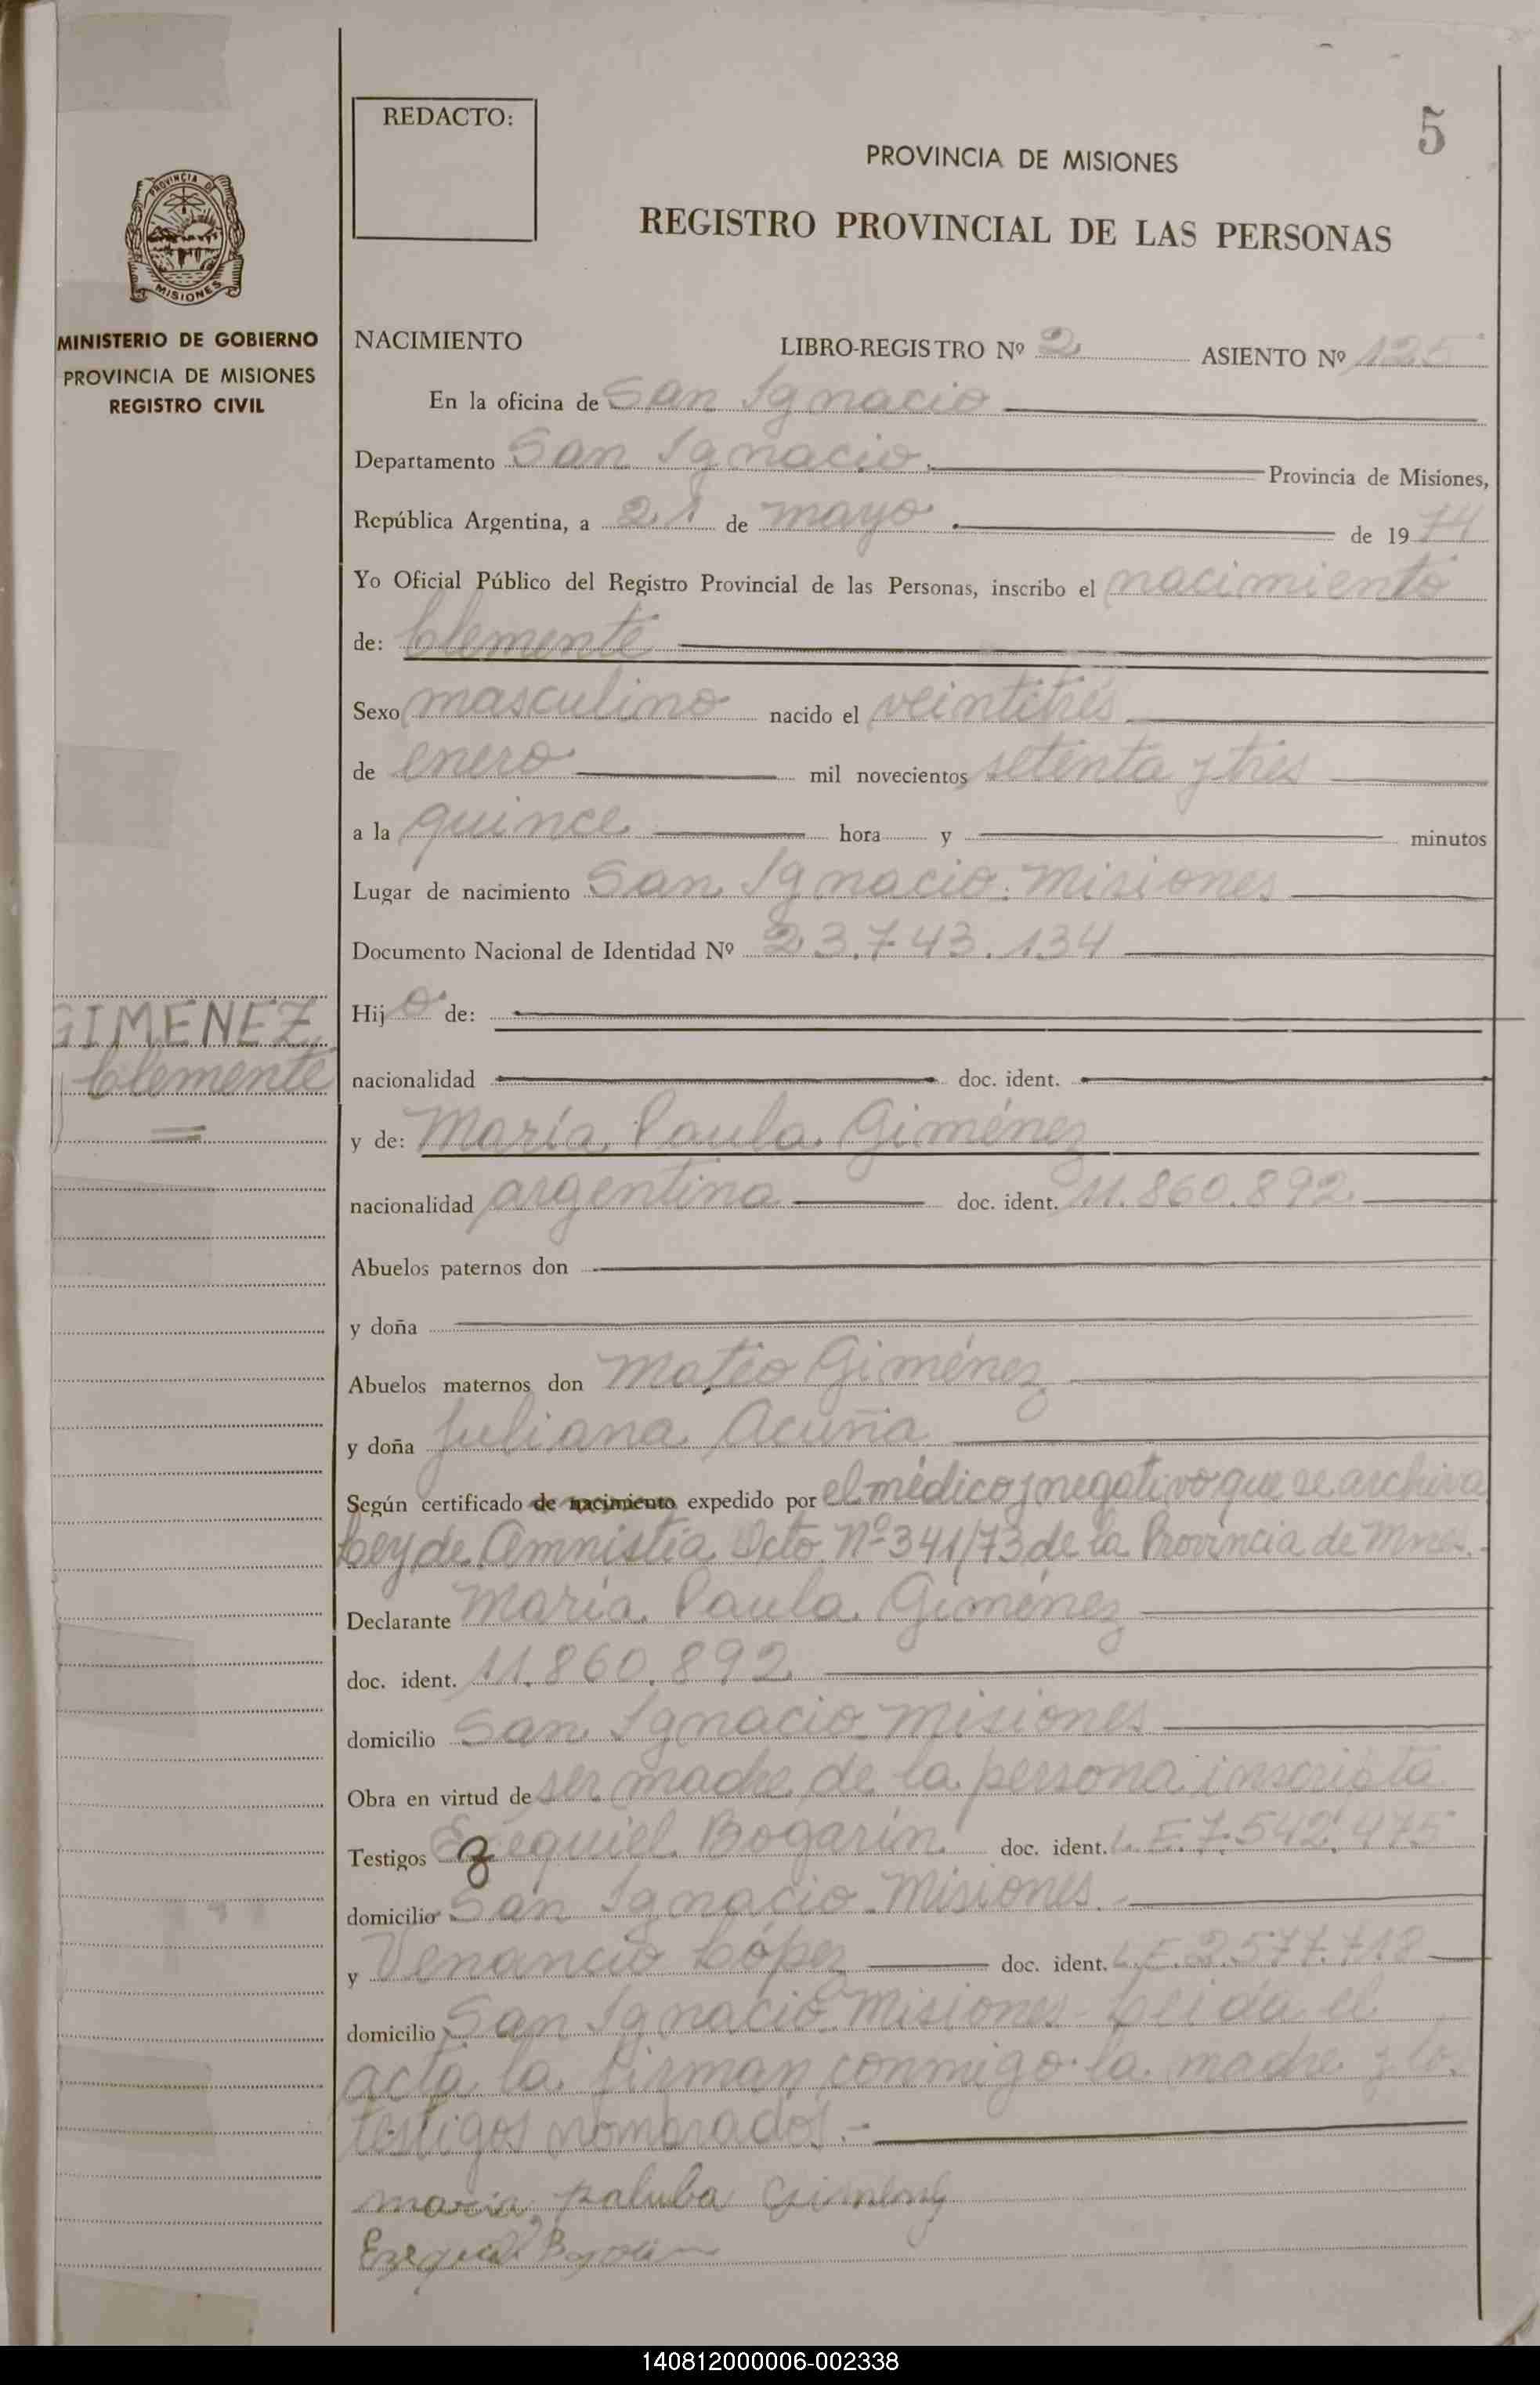 REDACTO:
5
PROVINCIA DE MISIONES
REGISTRO PROVINCIAL DE LAS PERSONAS
PROVINCIA DE
MISIONES
MINISTERIO DE GOBIERNO
PROVINCIA DE MISIONES
REGISTRO CIVIL
NACIMIENTO LIBRO-REGISTRO Nº 2 ASIENTO Nº 125
En la oficina de San Ignacio
Departamento San Ignacio Provincia de Misiones,
República Argentina, a 21 de mayo de 1974
Yo Oficial Público del Registro Provincial de las Personas, inscribo el nacimiento
de: Clemente
Sexo masculino nacido el veintitrés
de enero mil novecientos setenta y tres
a la quince hora y minutos
Lugar de nacimiento San Ignacio. Misiones
Documento Nacional de Identidad Nº 23.743.134
GIMENEZ,
Clemente
Hijo de:
nacionalidad doc. ident.
y de: María Paula Giménez
nacionalidad argentina doc. ident. 11.860.892
Abuelos paternos don
y doña
Abuelos maternos don Mateo Giménez
y doña Juliana Acuña
Según certificado de nacimiento expedido por el médico y negativo que se archiva
Ley de Amnistía Dcto. Nº 341/73 de la Provincia de Mnes.
Declarante María Paula Giménez
doc. ident. 11.860.892
domicilio San Ignacio Misiones
Obra en virtud de ser madre de la persona inscripta
Testigos Ezequiel Bogarín doc. ident. L.E. 7.542.975
domicilio San Ignacio. Misiones.
y Venancio López doc. ident. L.E. 2.577.718
domicilio San Ignacio Misiones - Leida el
acta la firman conmigo la madre y los
testigos nombrados.-
maria paluba Gimenez
Ezequiel Bogarin
140812000006-002338